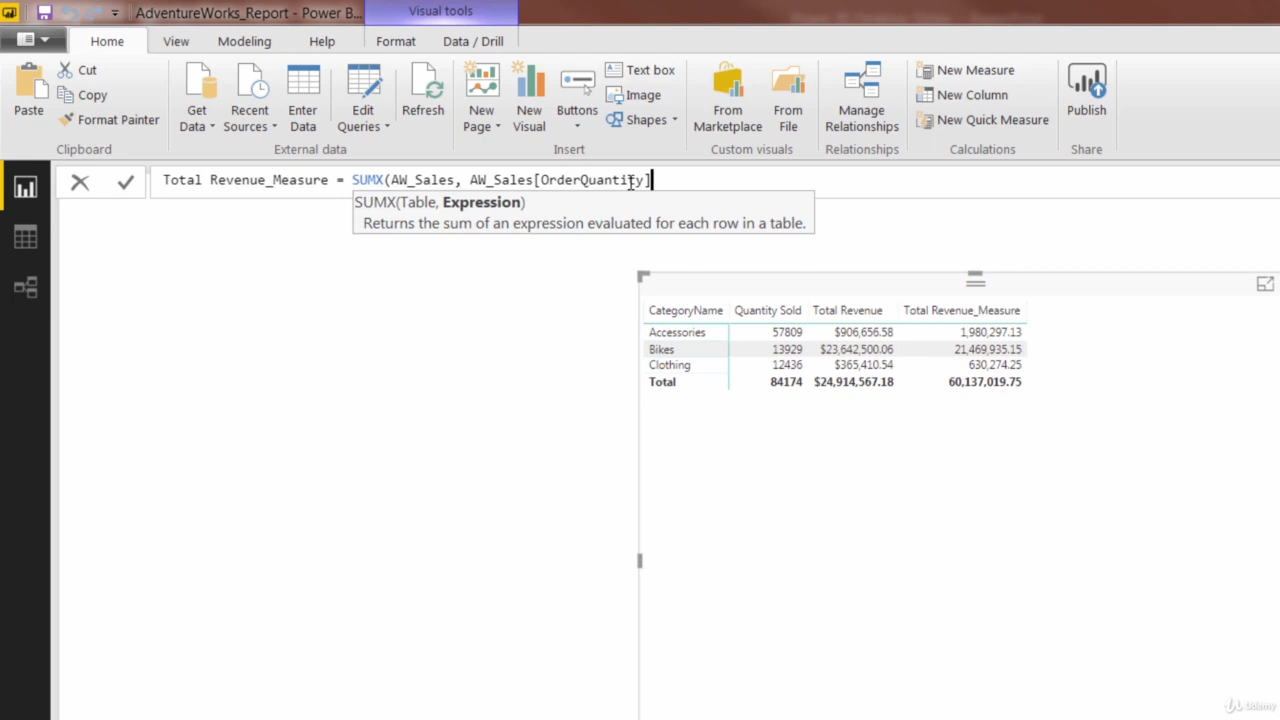 AdventureWorks_Report - Power B...
Visual tools
Home View Modeling Help Format Data / Drill
Paste
Cut
Copy
Format Painter
Clipboard
Get Data
Recent Sources
Enter Data
Edit Queries
Refresh
External data
New Page
New Visual
Buttons
Text box
Image
Shapes
Insert
From Marketplace
From File
Custom visuals
Manage Relationships
Relationships
New Measure
New Column
New Quick Measure
Calculations
Publish
Share
Total Revenue_Measure = SUMX(AW_Sales, AW_Sales[OrderQuantity]
SUMX(Table, Expression)
Returns the sum of an expression evaluated for each row in a table.
CategoryName Quantity Sold Total Revenue Total Revenue_Measure
Accessories 57809 $906,656.58 1,980,297.13
Bikes 13929 $23,642,500.06 21,469,935.15
Clothing 12436 $365,410.54 630,274.25
Total 84174 $24,914,567.18 60,137,019.75
Udemy